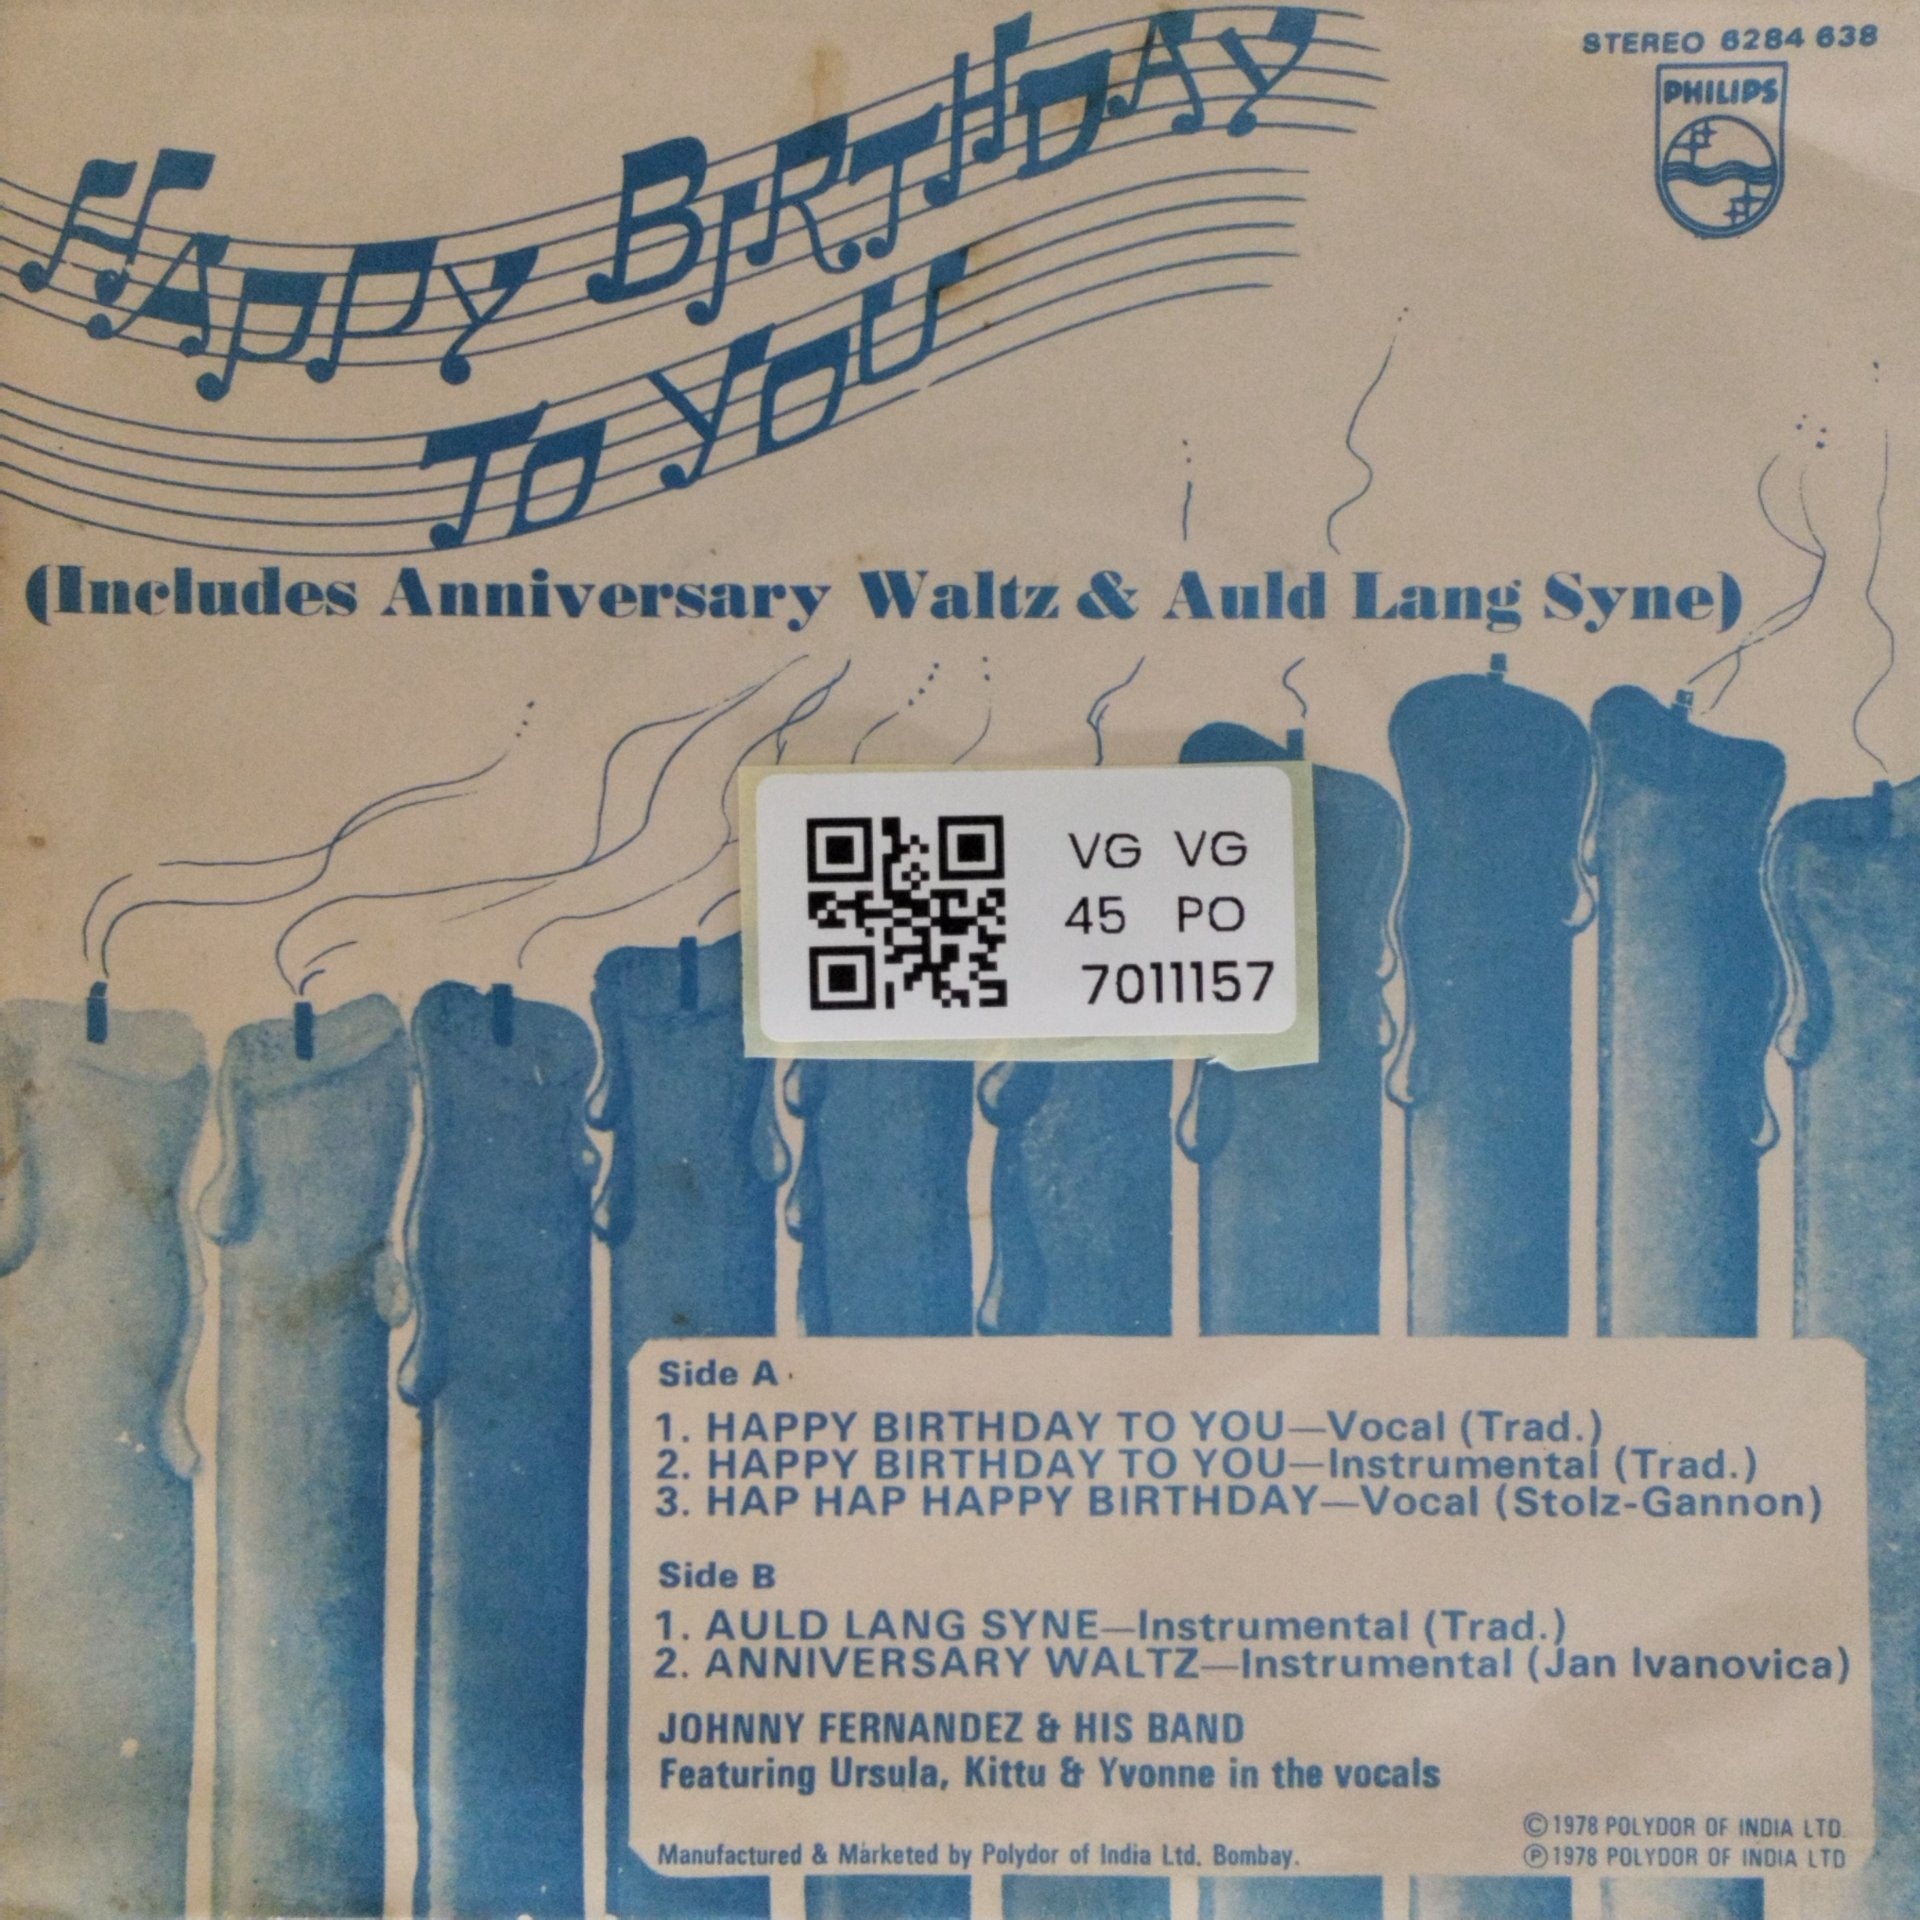 STEREO 6284 638
PHILIPS
HAPPY BIRTHDAY
TO YOU
(Includes Anniversary Waltz & Auld Lang Syne)
VG VG
45 PO
7011157
Side A
1. HAPPY BIRTHDAY TO YOU—Vocal (Trad.)
2. HAPPY BIRTHDAY TO YOU—Instrumental (Trad.)
3. HAP HAP HAPPY BIRTHDAY—Vocal (Stolz-Gannon)
Side B
1. AULD LANG SYNE—Instrumental (Trad.)
2. ANNIVERSARY WALTZ—Instrumental (Jan Ivanovica)
JOHNNY FERNANDEZ & HIS BAND
Featuring Ursula, Kittu & Yvonne in the vocals
©1978 POLYDOR OF INDIA LTD.
Manufactured & Marketed by Polydor of India Ltd. Bombay.
℗1978 POLYDOR OF INDIA LTD